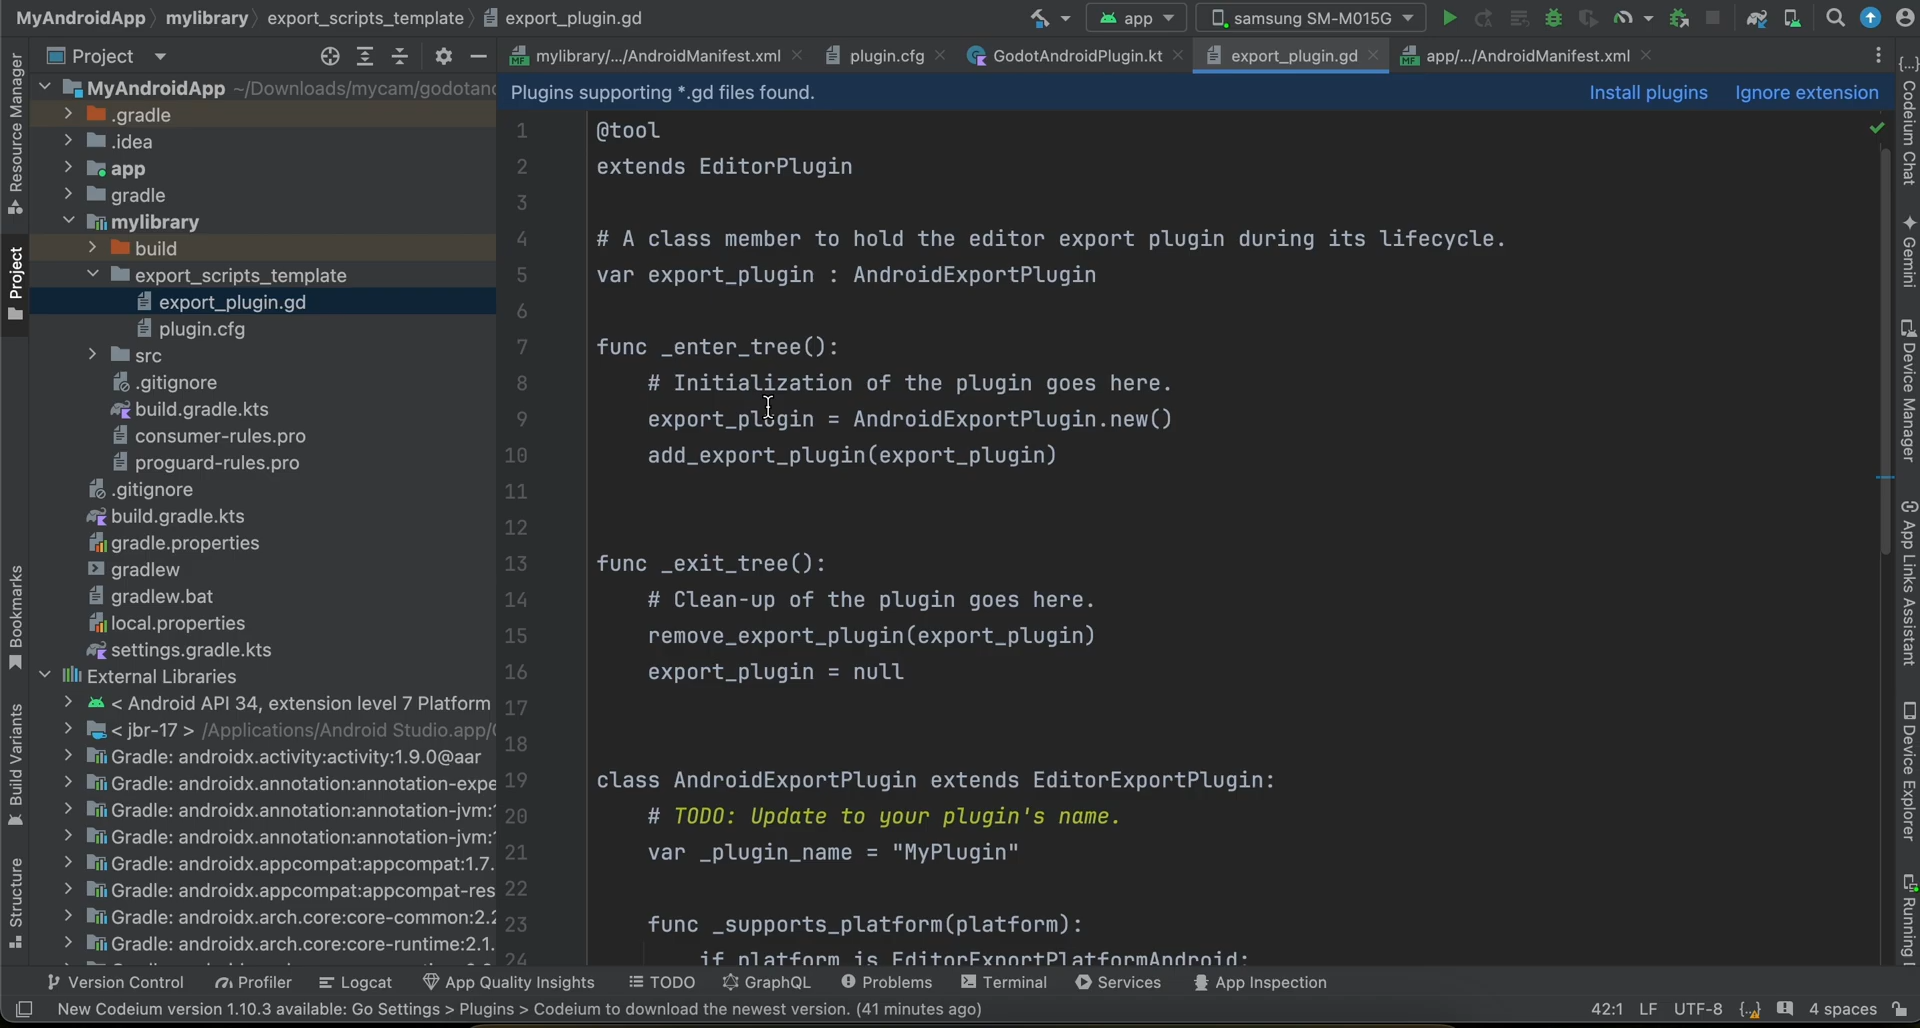 MyAndroidApp mylibrary export_scripts_template export_plugin.gd app samsung SM-M015G
Project
mylibrary/.../AndroidManifest.xml plugin.cfg GodotAndroidPlugin.kt export_plugin.gd app/.../AndroidManifest.xml
Plugins supporting *.gd files found. Install plugins Ignore extension
MyAndroidApp ~/Downloads/mycam/godotand
.gradle
.idea
app
gradle
mylibrary
build
export_scripts_template
export_plugin.gd
plugin.cfg
src
.gitignore
build.gradle.kts
consumer-rules.pro
proguard-rules.pro
.gitignore
build.gradle.kts
gradle.properties
gradlew
gradlew.bat
local.properties
settings.gradle.kts
External Libraries
< Android API 34, extension level 7 Platform
< jbr-17 > /Applications/Android Studio.app/
Gradle: androidx.activity:activity:1.9.0@aar
Gradle: androidx.annotation:annotation-expe
Gradle: androidx.annotation:annotation-jvm:
Gradle: androidx.annotation:annotation-jvm:
Gradle: androidx.appcompat:appcompat:1.7.
Gradle: androidx.appcompat:appcompat-res
Gradle: androidx.arch.core:core-common:2.2
Gradle: androidx.arch.core:core-runtime:2.1.
1 @tool
2 extends EditorPlugin
3
4 # A class member to hold the editor export plugin during its lifecycle.
5 var export_plugin : AndroidExportPlugin
6
7 func _enter_tree():
8 # Initialization of the plugin goes here.
9 export_plugin = AndroidExportPlugin.new()
10 add_export_plugin(export_plugin)
11
12
13 func _exit_tree():
14 # Clean-up of the plugin goes here.
15 remove_export_plugin(export_plugin)
16 export_plugin = null
17
18
19 class AndroidExportPlugin extends EditorExportPlugin:
20 # TODO: Update to your plugin's name.
21 var _plugin_name = "MyPlugin"
22
23 func _supports_platform(platform):
24 if platform is EditorExportPlatformAndroid:
Resource Manager
Project
Bookmarks
Build Variants
Structure
{...}
Codeium Chat
Gemini
Device Manager
App Links Assistant
Device Explorer
Running
Version Control Profiler Logcat App Quality Insights TODO GraphQL Problems Terminal Services App Inspection
New Codeium version 1.10.3 available: Go Settings > Plugins > Codeium to download the newest version. (41 minutes ago) 42:1 LF UTF-8 4 spaces